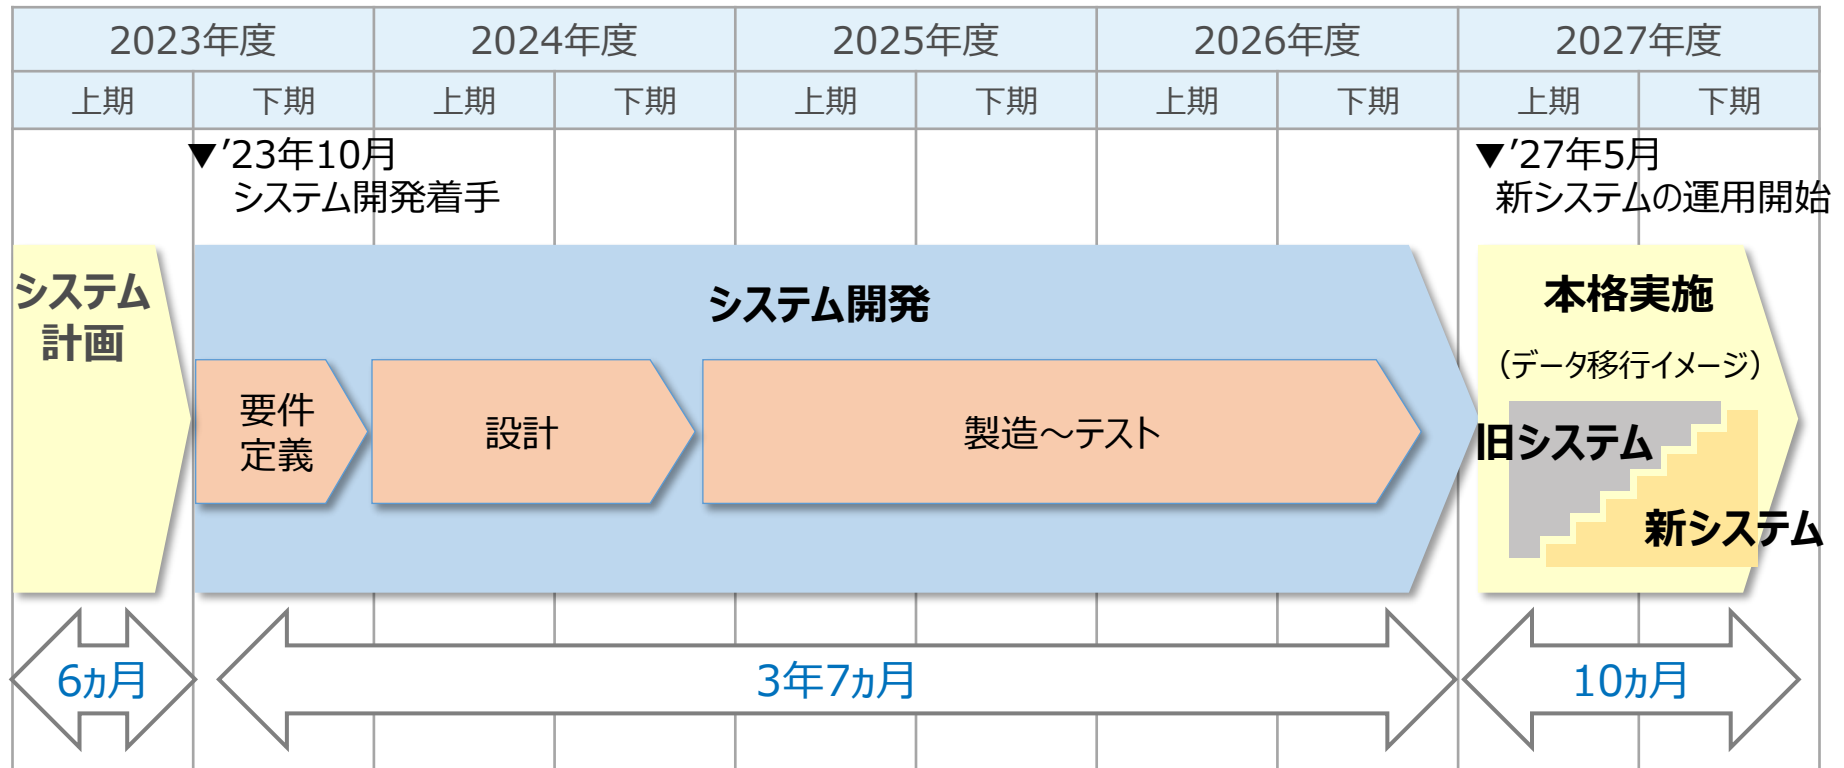 2023年度 2024年度 2025年度 2026年度 2027年度
上期 下期 上期 下期 上期 下期 上期 下期 上期 下期
▼’23年10月
システム開発着手
▼’27年5月
新システムの運用開始
システム
計画
システム開発
要件
定義
設計
製造～テスト
本格実施
（データ移行イメージ）
旧システム
新システム
6ヵ月
3年7ヵ月
10ヵ月